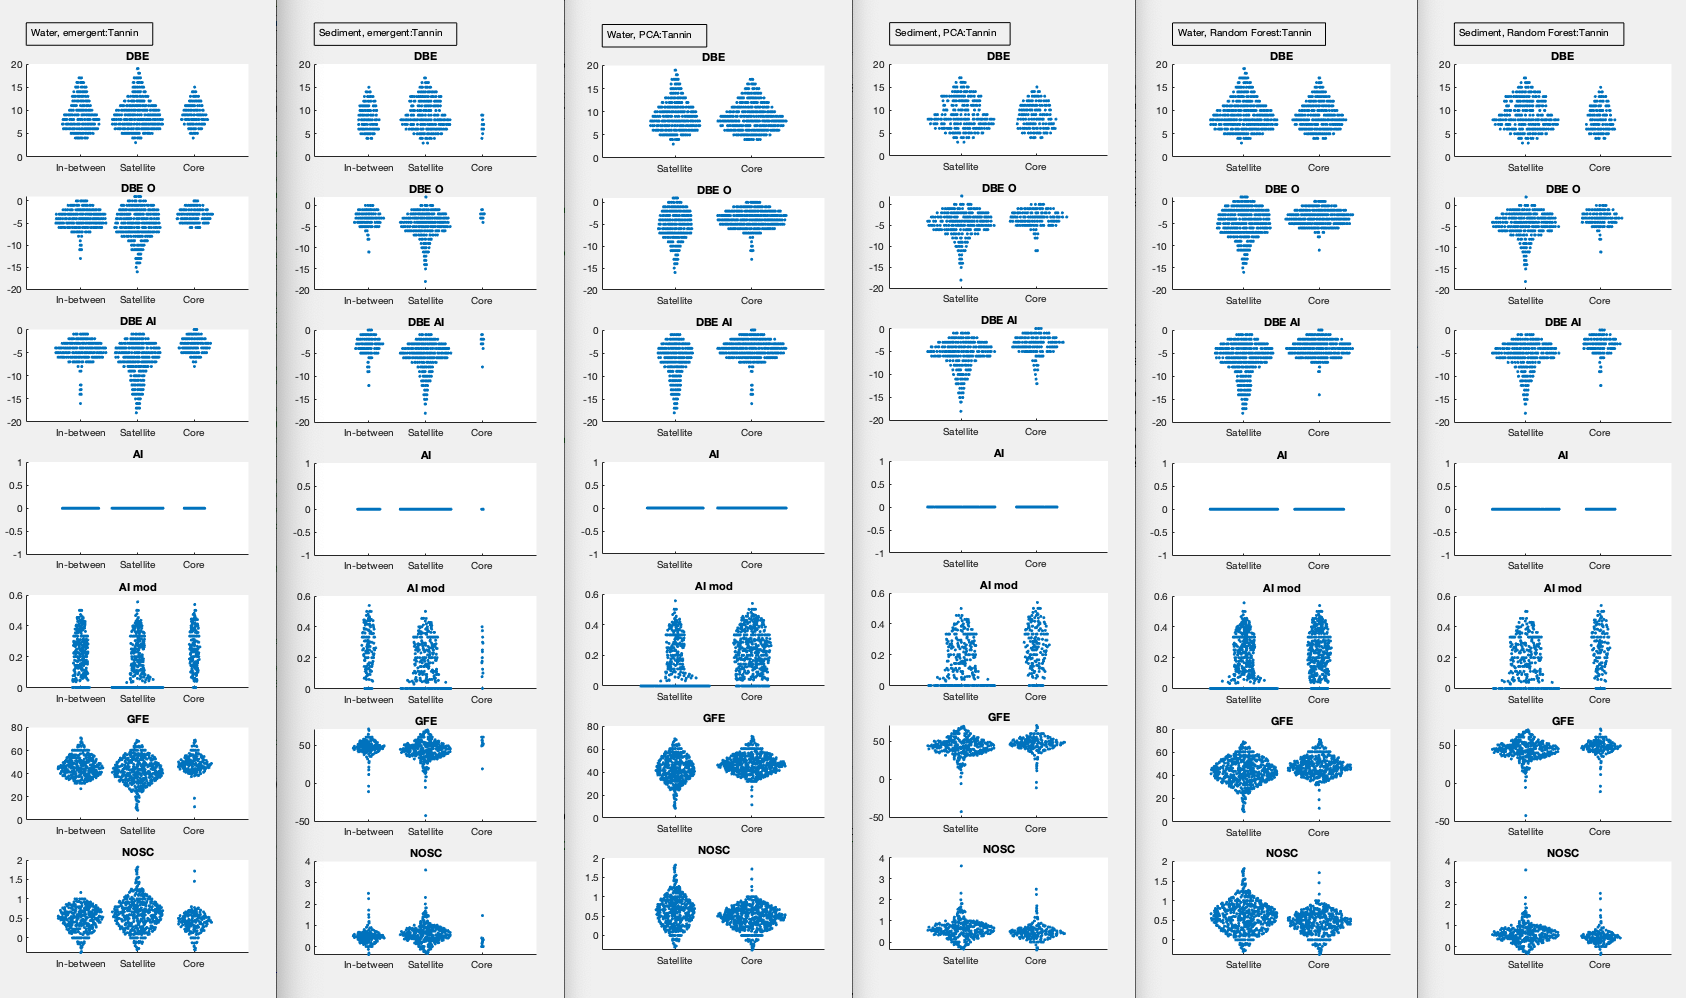 Water, emergent:Tannin
DBE
20
15
10
5
0
In-between Satellite Core
DBE O
0
-5
-10
-15
-20
In-between Satellite Core
DBE AI
0
-5
-10
-15
-20
In-between Satellite Core
AI
1
0.5
0
-0.5
-1
In-between Satellite Core
AI mod
0.6
0.4
0.2
0
In-between Satellite Core
GFE
80
60
40
20
0
In-between Satellite Core
NOSC
2
1.5
1
0.5
0
In-between Satellite Core
Sediment, emergent:Tannin
DBE
20
15
10
5
0
In-between Satellite Core
DBE O
0
-5
-10
-15
-20
In-between Satellite Core
DBE AI
0
-5
-10
-15
-20
In-between Satellite Core
AI
1
0.5
0
-0.5
-1
In-between Satellite Core
AI mod
0.6
0.4
0.2
0
In-between Satellite Core
GFE
50
0
-50
In-between Satellite Core
NOSC
4
3
2
1
0
In-between Satellite Core
Water, PCA:Tannin
DBE
20
15
10
5
0
Satellite Core
DBE O
0
-5
-10
-15
-20
Satellite Core
DBE AI
0
-5
-10
-15
-20
Satellite Core
AI
1
0.5
0
-0.5
-1
Satellite Core
AI mod
0.6
0.4
0.2
0
Satellite Core
GFE
80
60
40
20
0
Satellite Core
NOSC
2
1.5
1
0.5
0
Satellite Core
Sediment, PCA:Tannin
DBE
20
15
10
5
0
Satellite Core
DBE O
0
-5
-10
-15
-20
Satellite Core
DBE AI
0
-5
-10
-15
-20
Satellite Core
AI
1
0.5
0
-0.5
-1
Satellite Core
AI mod
0.6
0.4
0.2
0
Satellite Core
GFE
50
0
-50
Satellite Core
NOSC
4
3
2
1
0
Satellite Core
Water, Random Forest:Tannin
DBE
20
15
10
5
0
Satellite Core
DBE O
0
-5
-10
-15
-20
Satellite Core
DBE AI
0
-5
-10
-15
-20
Satellite Core
AI
1
0.5
0
-0.5
-1
Satellite Core
AI mod
0.6
0.4
0.2
0
Satellite Core
GFE
80
60
40
20
0
Satellite Core
NOSC
2
1.5
1
0.5
0
Satellite Core
Sediment, Random Forest:Tannin
DBE
20
15
10
5
0
Satellite Core
DBE O
0
-5
-10
-15
-20
Satellite Core
DBE AI
0
-5
-10
-15
-20
Satellite Core
AI
1
0.5
0
-0.5
-1
Satellite Core
AI mod
0.6
0.4
0.2
0
Satellite Core
GFE
50
0
-50
Satellite Core
NOSC
4
3
2
1
0
Satellite Core